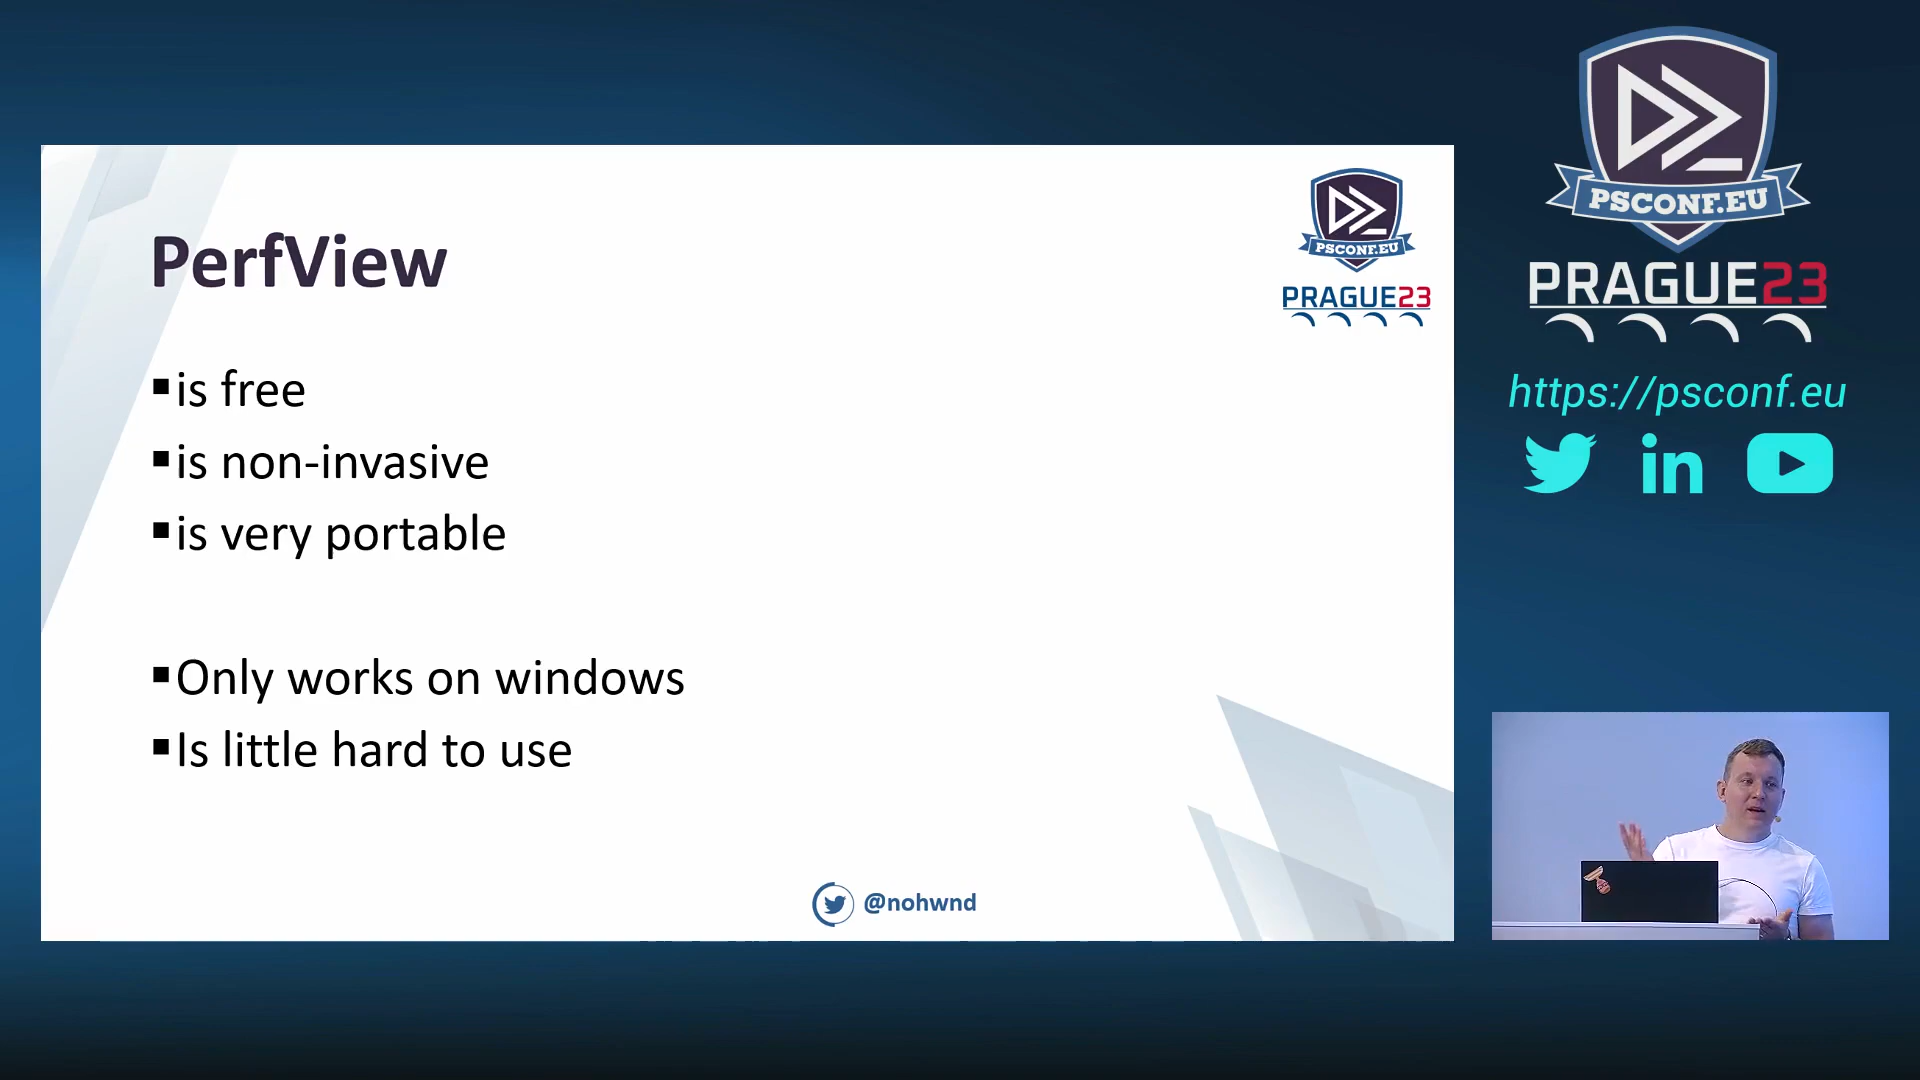 PerfView
PSCONF.EU
PRAGUE23
▪is free
▪is non-invasive
▪is very portable
▪Only works on windows
▪Is little hard to use
@nohwnd
PSCONF.EU
PRAGUE23
https://psconf.eu
in